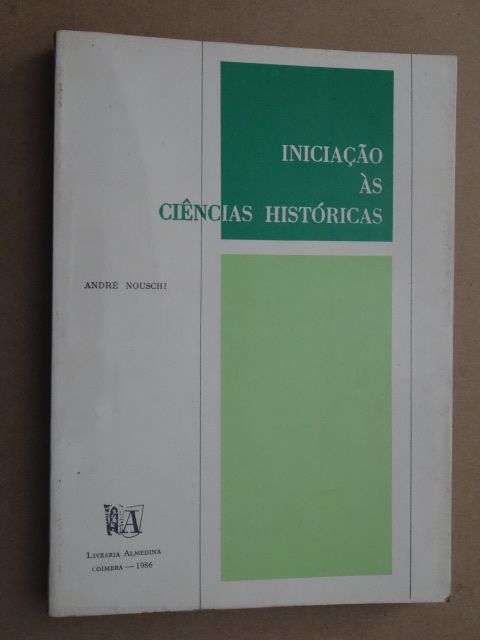 INICIAÇÃO
ÀS
CIÊNCIAS HISTÓRICAS
ANDRÉ NOUSCHI
LIVRARIA ALMEDINA
COIMBRA — 1986